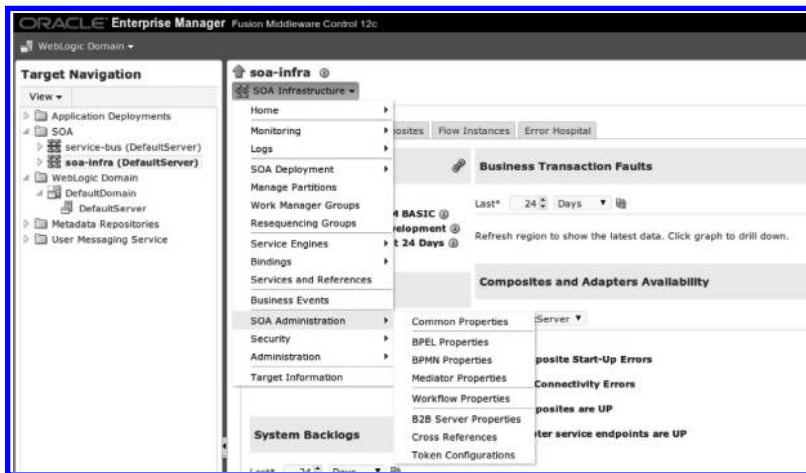 ORACLE Enterprise Manager Fusion Middleware Control 12c
WebLogic Domain
Target Navigation
View
Application Deployments
SOA
service-bus (DefaultServer)
soa-infra (DefaultServer)
WebLogic Domain
DefaultDomain
DefaultServer
Metadata Repositories
User Messaging Service
soa-infra
SOA Infrastructure
Home
Monitoring
Logs
SOA Deployment
Manage Partitions
Work Manager Groups
Resequencing Groups
Service Engines
Bindings
Services and References
Business Events
SOA Administration
Security
Administration
Target Information
Common Properties
BPEL Properties
BPMN Properties
Mediator Properties
Workflow Properties
B2B Server Properties
Cross References
Token Configurations
osites Flow Instances Error Hospital
M BASIC
velopment
t 24 Days
Business Transaction Faults
Last* 24 Days
Refresh region to show the latest data. Click graph to drill down.
Composites and Adapters Availability
tServer
posite Start-Up Errors
Connectivity Errors
posites are UP
ter service endpoints are UP
System Backlogs
Last* 24 Days